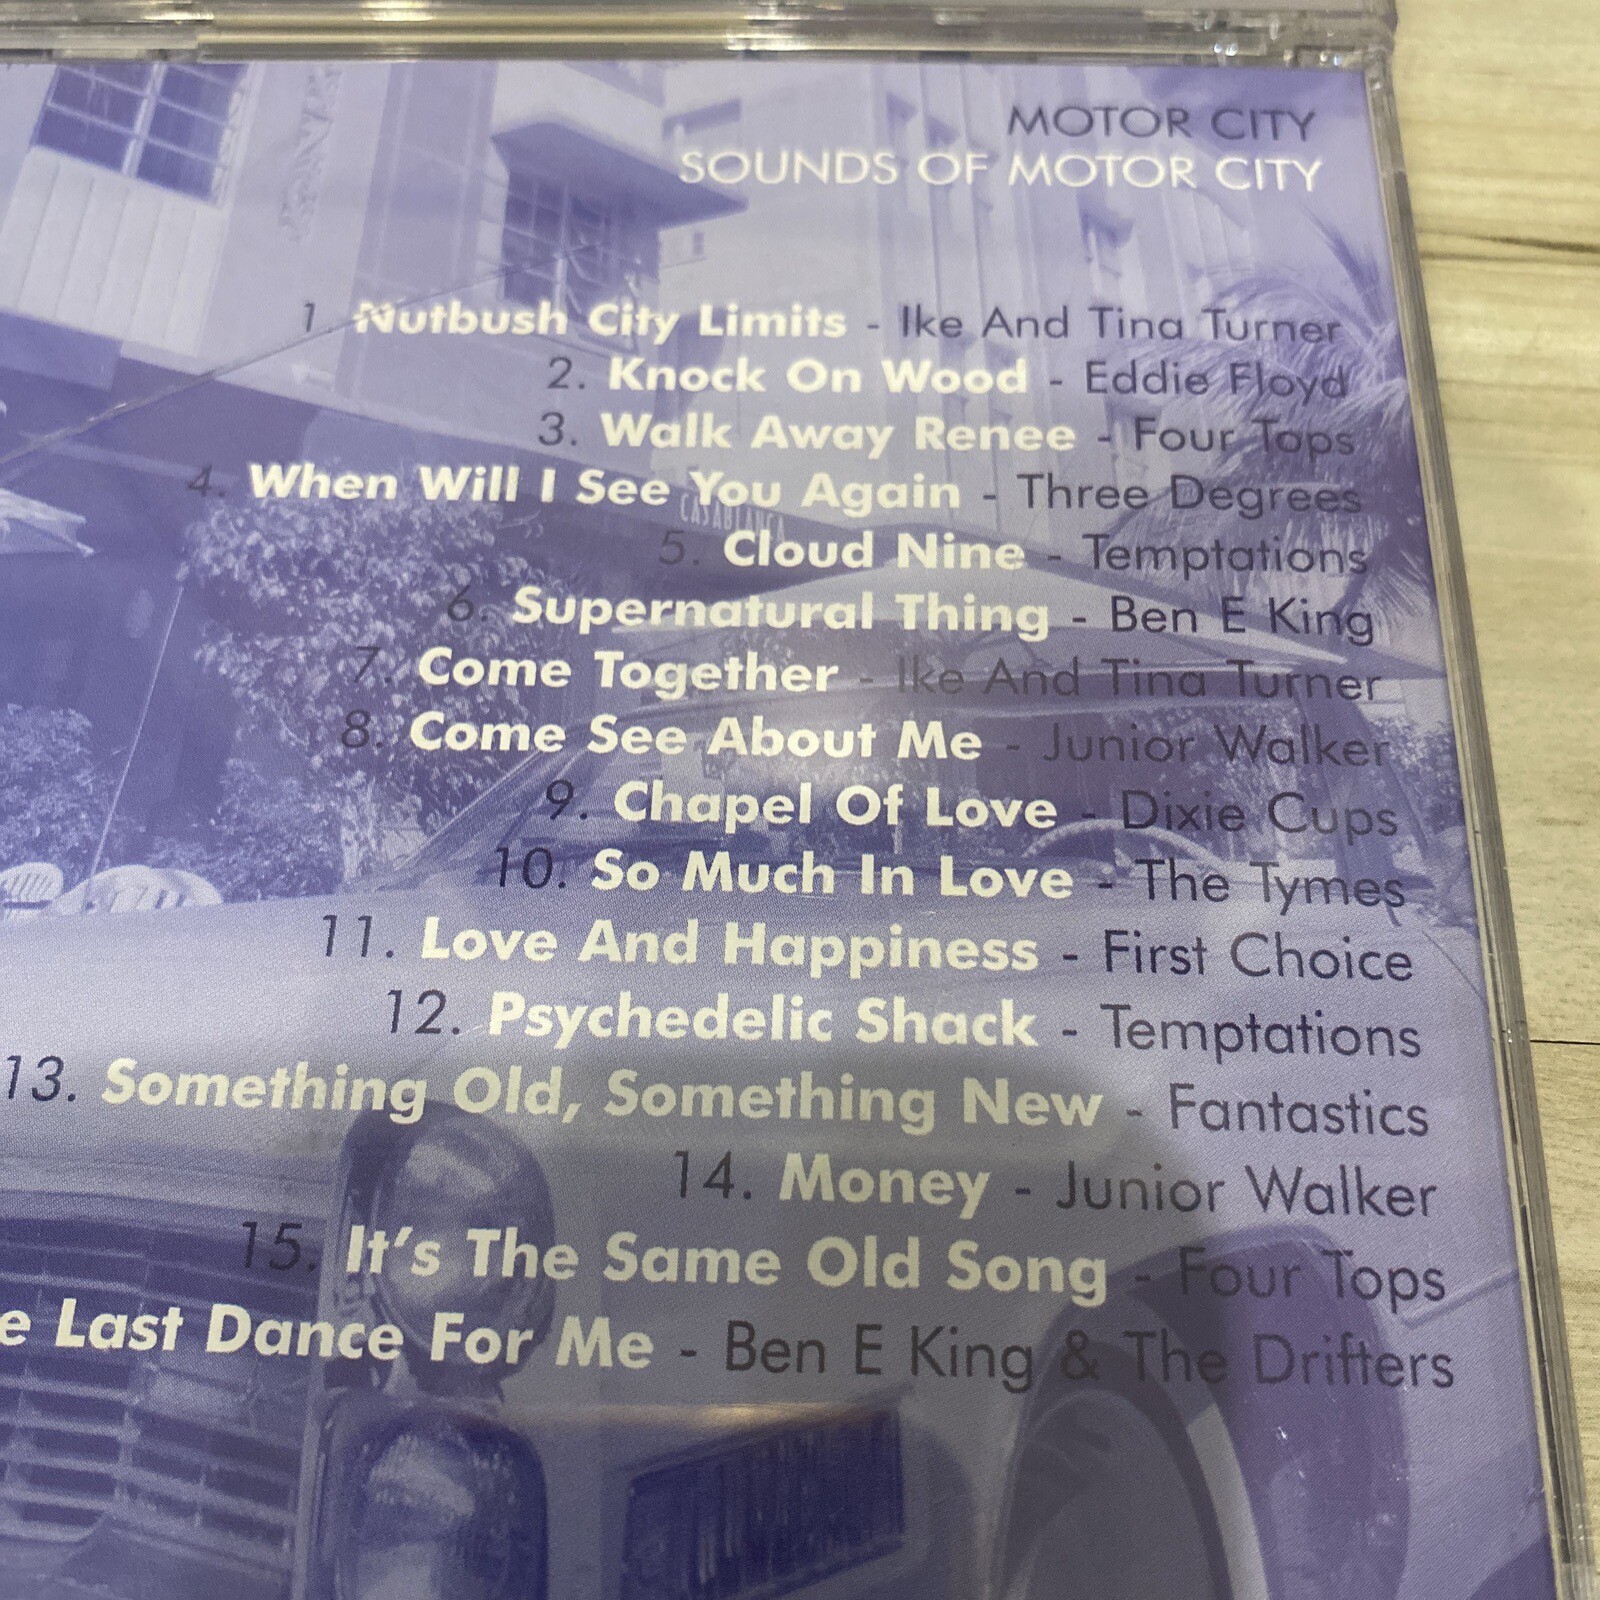 MOTOR CITY
SOUNDS OF MOTOR CITY
1. Nutbush City Limits - Ike And Tina Turner
2. Knock On Wood - Eddie Floyd
3. Walk Away Renee - Four Tops
4. When Will I See You Again - Three Degrees
CASABLANCA
5. Cloud Nine - Temptations
6. Supernatural Thing - Ben E King
7. Come Together - Ike And Tina Turner
8. Come See About Me - Junior Walker
9. Chapel Of Love - Dixie Cups
10. So Much In Love - The Tymes
11. Love And Happiness - First Choice
12. Psychedelic Shack - Temptations
13. Something Old, Something New - Fantastics
14. Money - Junior Walker
15. It's The Same Old Song - Four Tops
Last Dance For Me - Ben E King & The Drifters